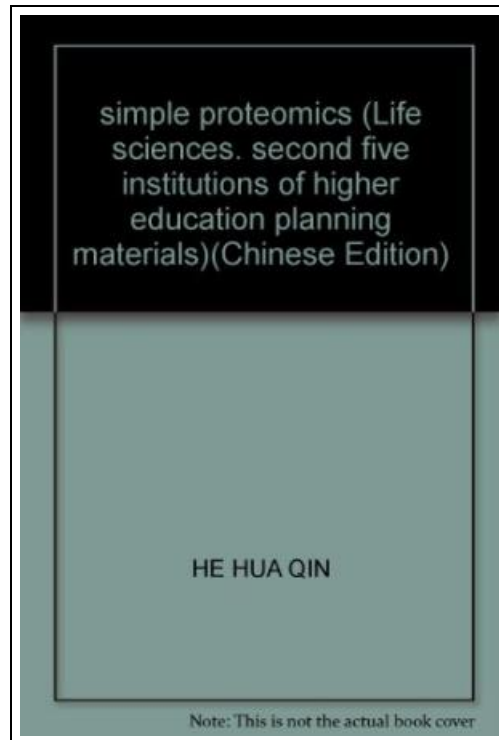 simple proteomics (Life
sciences. second five
institutions of higher
education planning
materials)(Chinese Edition)
HE HUA QIN
Note: This is not the actual book cover